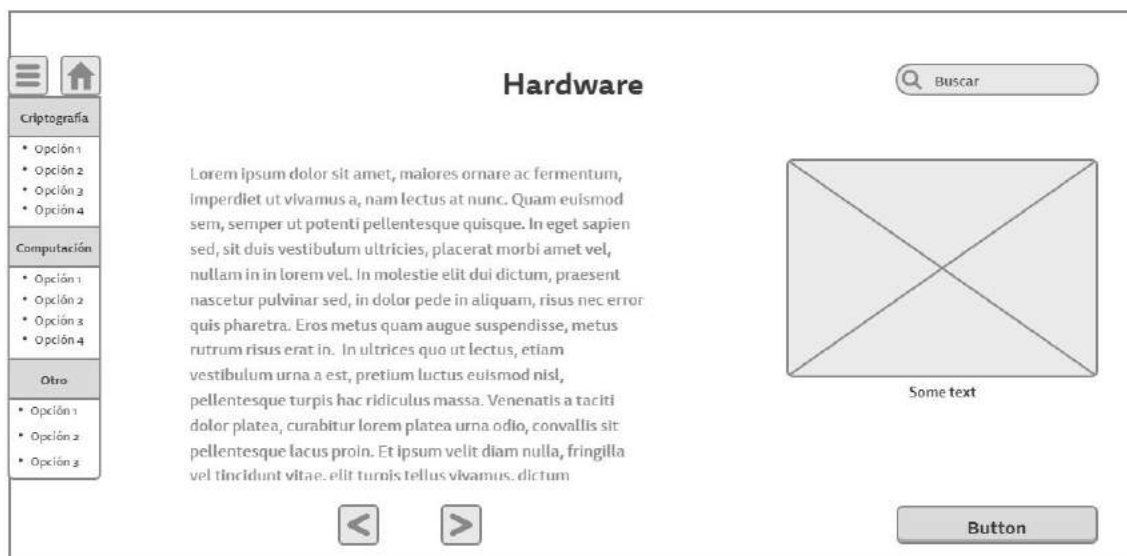 Hardware
Buscar
Criptografía
• Opción 1
• Opción 2
• Opción 3
• Opción 4
Computación
• Opción 1
• Opción 2
• Opción 3
• Opción 4
Otro
• Opción 1
• Opción 2
• Opción 3
Lorem ipsum dolor sit amet, maiores ornare ac fermentum,
imperdiet ut vivamus a, nam lectus at nunc. Quam euismod
sem, semper ut potenti pellentesque quisque. In eget sapien
sed, sit duis vestibulum ultricies, placerat morbi amet vel,
nullam in in lorem vel. In molestie elit dui dictum, praesent
nascetur pulvinar sed, in dolor pede in aliquam, risus nec error
quis pharetra. Eros metus quam augue suspendisse, metus
rutrum risus erat in. In ultrices quo ut lectus, etiam
vestibulum urna a est, pretium luctus euismod nisl,
pellentesque turpis hac ridiculus massa. Venenatis a taciti
dolor platea, curabitur lorem platea urna odio, convallis sit
pellentesque lacus proin. Et ipsum velit diam nulla, fringilla
vel tincidunt vitae, elit turpis tellus vivamus, dictum
Some text
<
>
Button